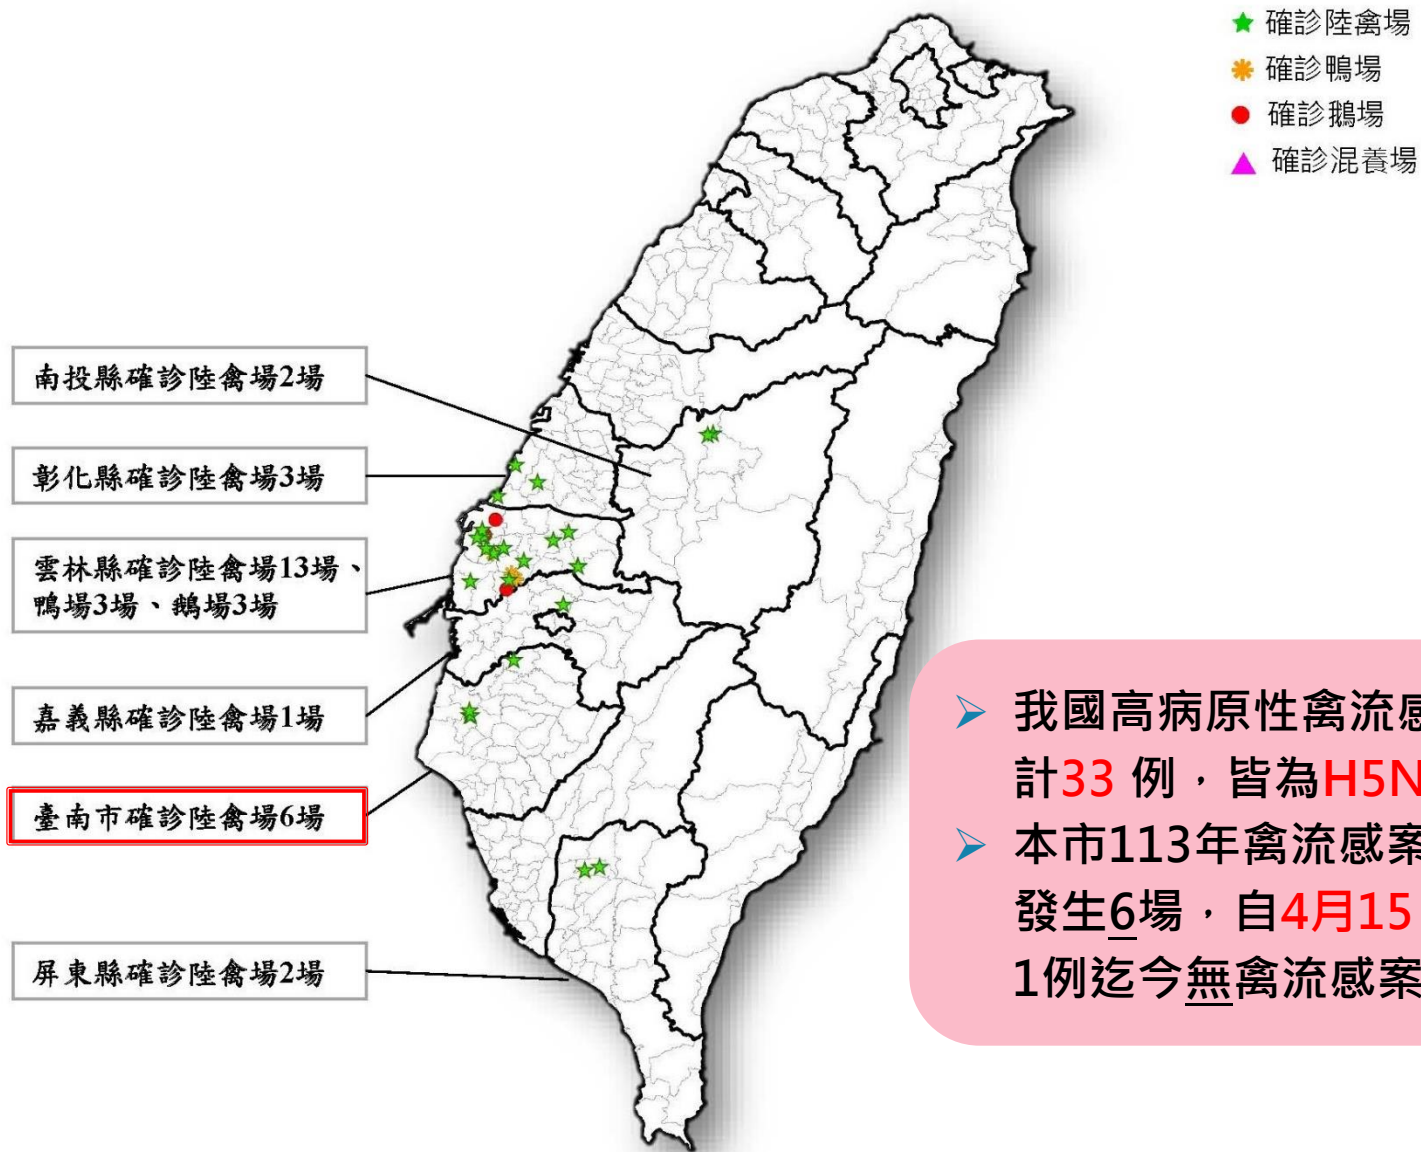 確診陸禽場
確診鴨場
確診鵝場
確診混養場
南投縣確診陸禽場2場
彰化縣確診陸禽場3場
雲林縣確診陸禽場13場、
鴨場3場、鵝場3場
嘉義縣確診陸禽場1場
臺南市確診陸禽場6場
屏東縣確診陸禽場2場
我國高病原性禽流感
計33 例，皆為H5N
本市113年禽流感案
發生6場，自4月15
1例迄今無禽流感案